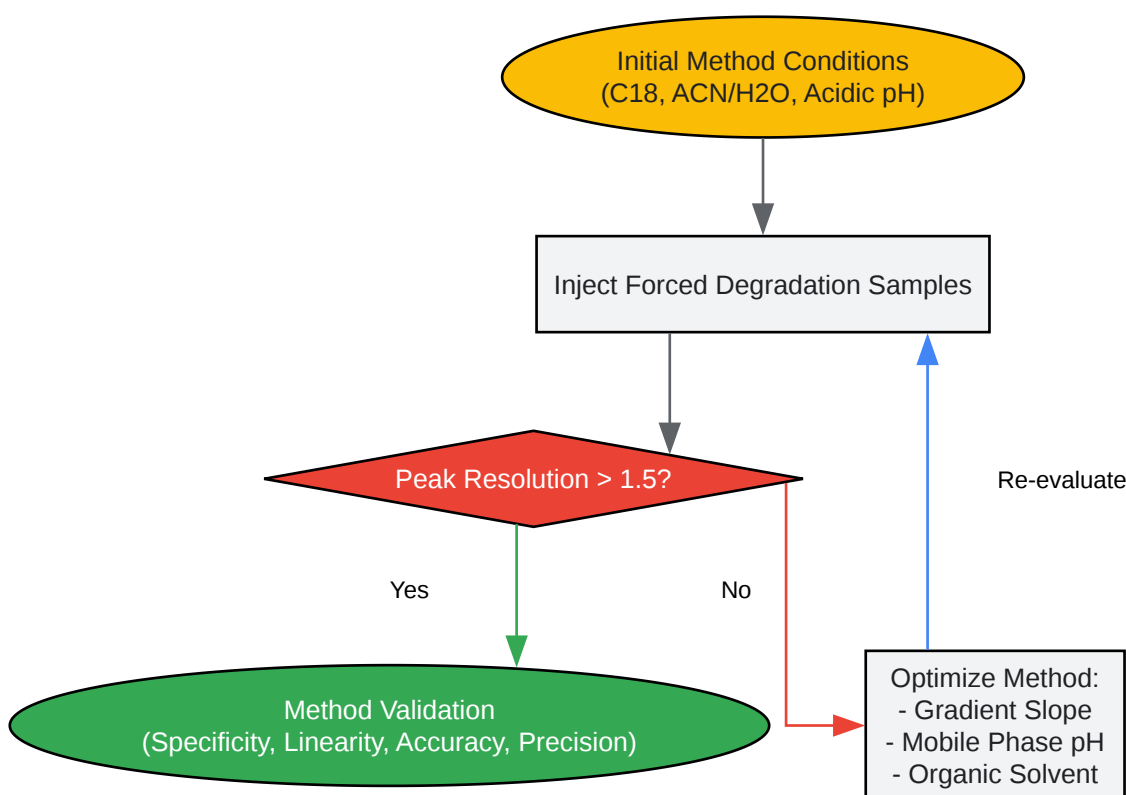 Initial Method Conditions
(C18, ACN/H2O, Acidic pH)
Inject Forced Degradation Samples
Peak Resolution > 1.5?
Re-evaluate
Yes
No
Method Validation
(Specificity, Linearity, Accuracy, Precision)
Optimize Method:
- Gradient Slope
- Mobile Phase pH
- Organic Solvent